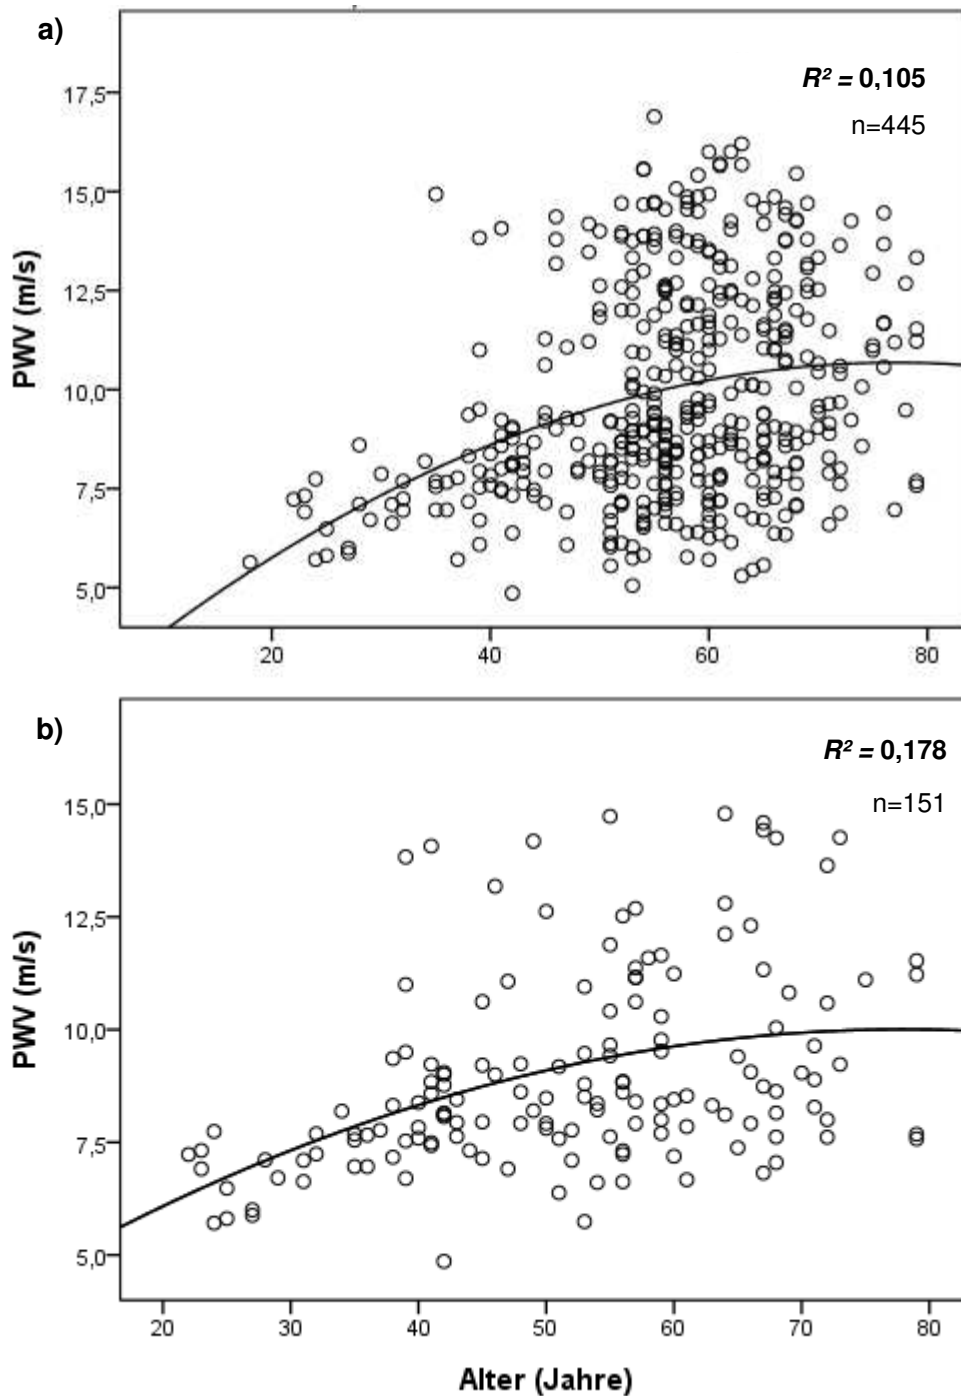 a)
R² = 0,105
n=445
PWV (m/s)
17,5
15,0
12,5
10,0
7,5
5,0
20 40 60 80
b)
R² = 0,178
n=151
PWV (m/s)
15,0
12,5
10,0
7,5
5,0
20 30 40 50 60 70 80
Alter (Jahre)